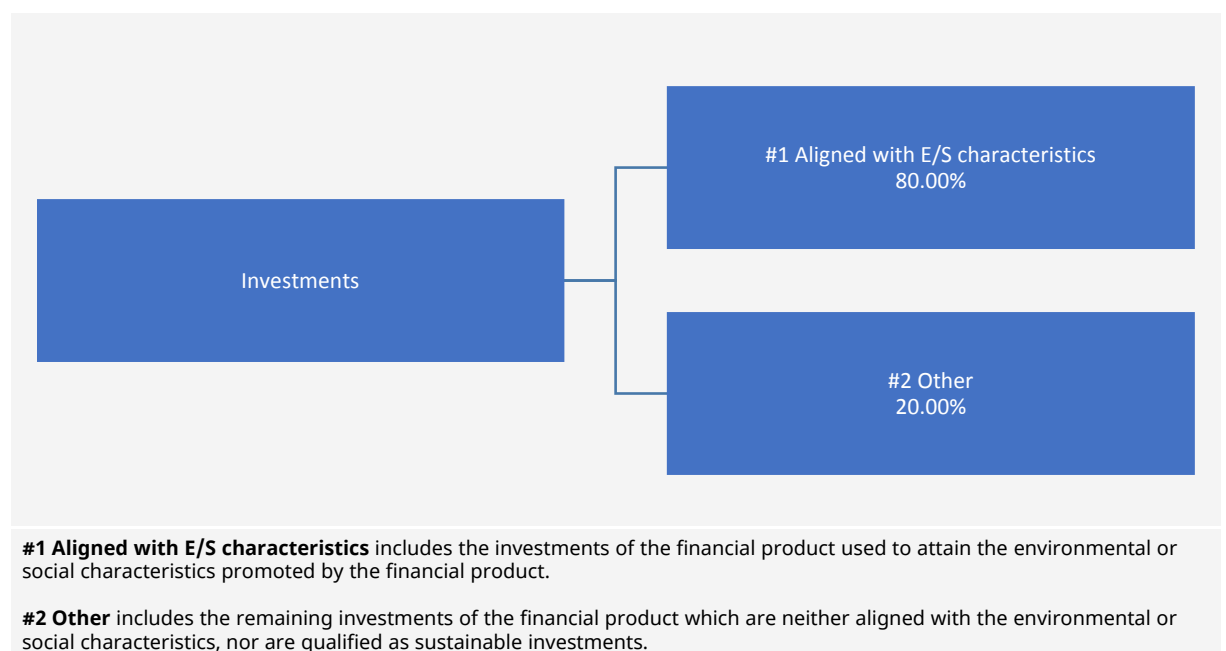 Investments
#1 Aligned with E/S characteristics
80.00%
#2 Other
20.00%
#1 Aligned with E/S characteristics includes the investments of the financial product used to attain the environmental or
social characteristics promoted by the financial product.
#2 Other includes the remaining investments of the financial product which are neither aligned with the environmental or
social characteristics, nor are qualified as sustainable investments.